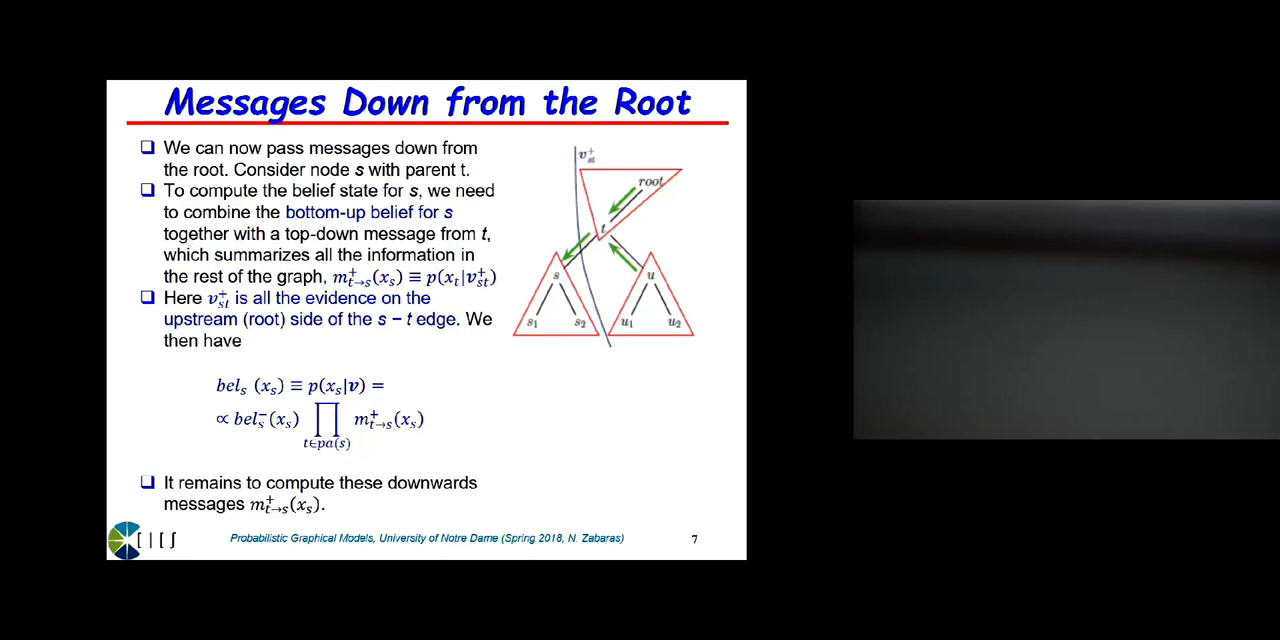 Messages Down from the Root
❑ We can now pass messages down from
the root. Consider node s with parent t.
❑ To compute the belief state for s, we need
to combine the bottom-up belief for s
together with a top-down message from t,
which summarizes all the information in
the rest of the graph, m⁺ₜ→ₛ(xₛ) ≡ p(xₜ|v⁺ₛₜ)
❑ Here v⁺ₛₜ is all the evidence on the
upstream (root) side of the s − t edge. We
then have
belₛ (xₛ) ≡ p(xₛ|v) =
∝ bel⁻ₛ(xₛ) ∏ m⁺ₜ→ₛ(xₛ)
t∈pa(s)
❑ It remains to compute these downwards
messages m⁺ₜ→ₛ(xₛ).
v⁺ₛₜ
root
t
s
u
s₁
s₂
u₁
u₂
Probabilistic Graphical Models, University of Notre Dame (Spring 2018, N. Zabaras)
7